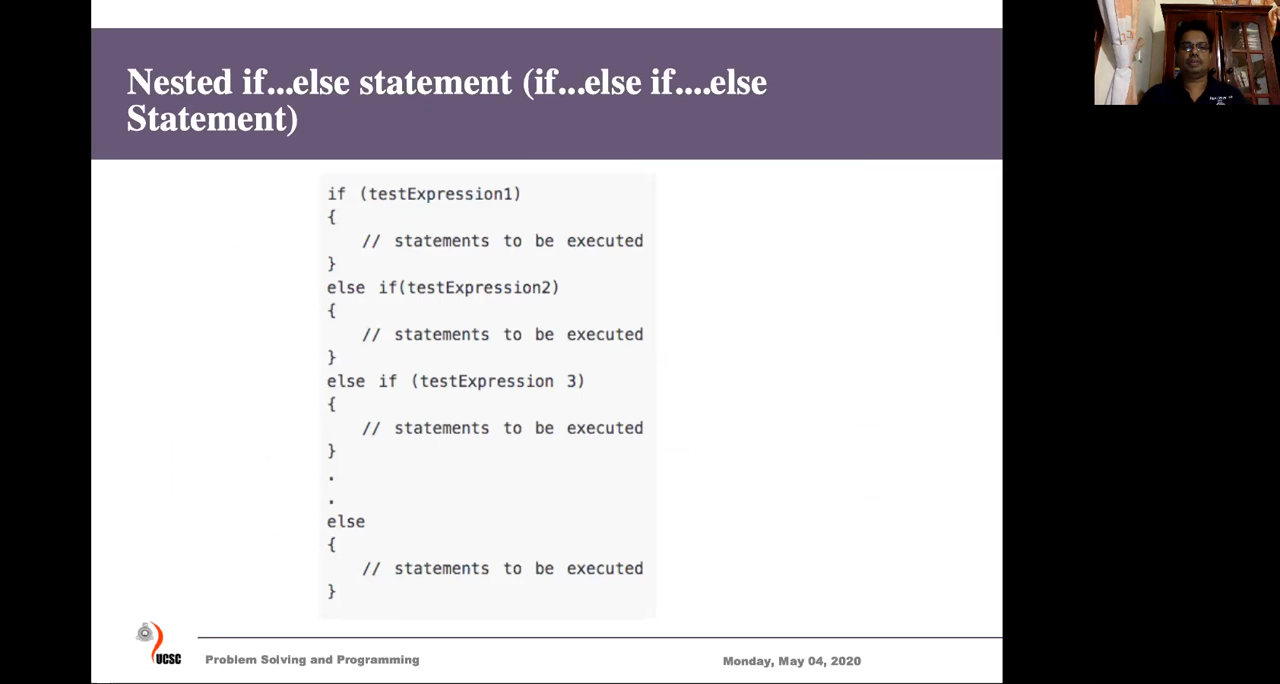 Nested if...else statement (if...else if....else
Statement)
if (testExpression1)
{
// statements to be executed
}
else if(testExpression2)
{
// statements to be executed
}
else if (testExpression 3)
{
// statements to be executed
}
.
.
else
{
// statements to be executed
}
UCSC
Problem Solving and Programming
Monday, May 04, 2020